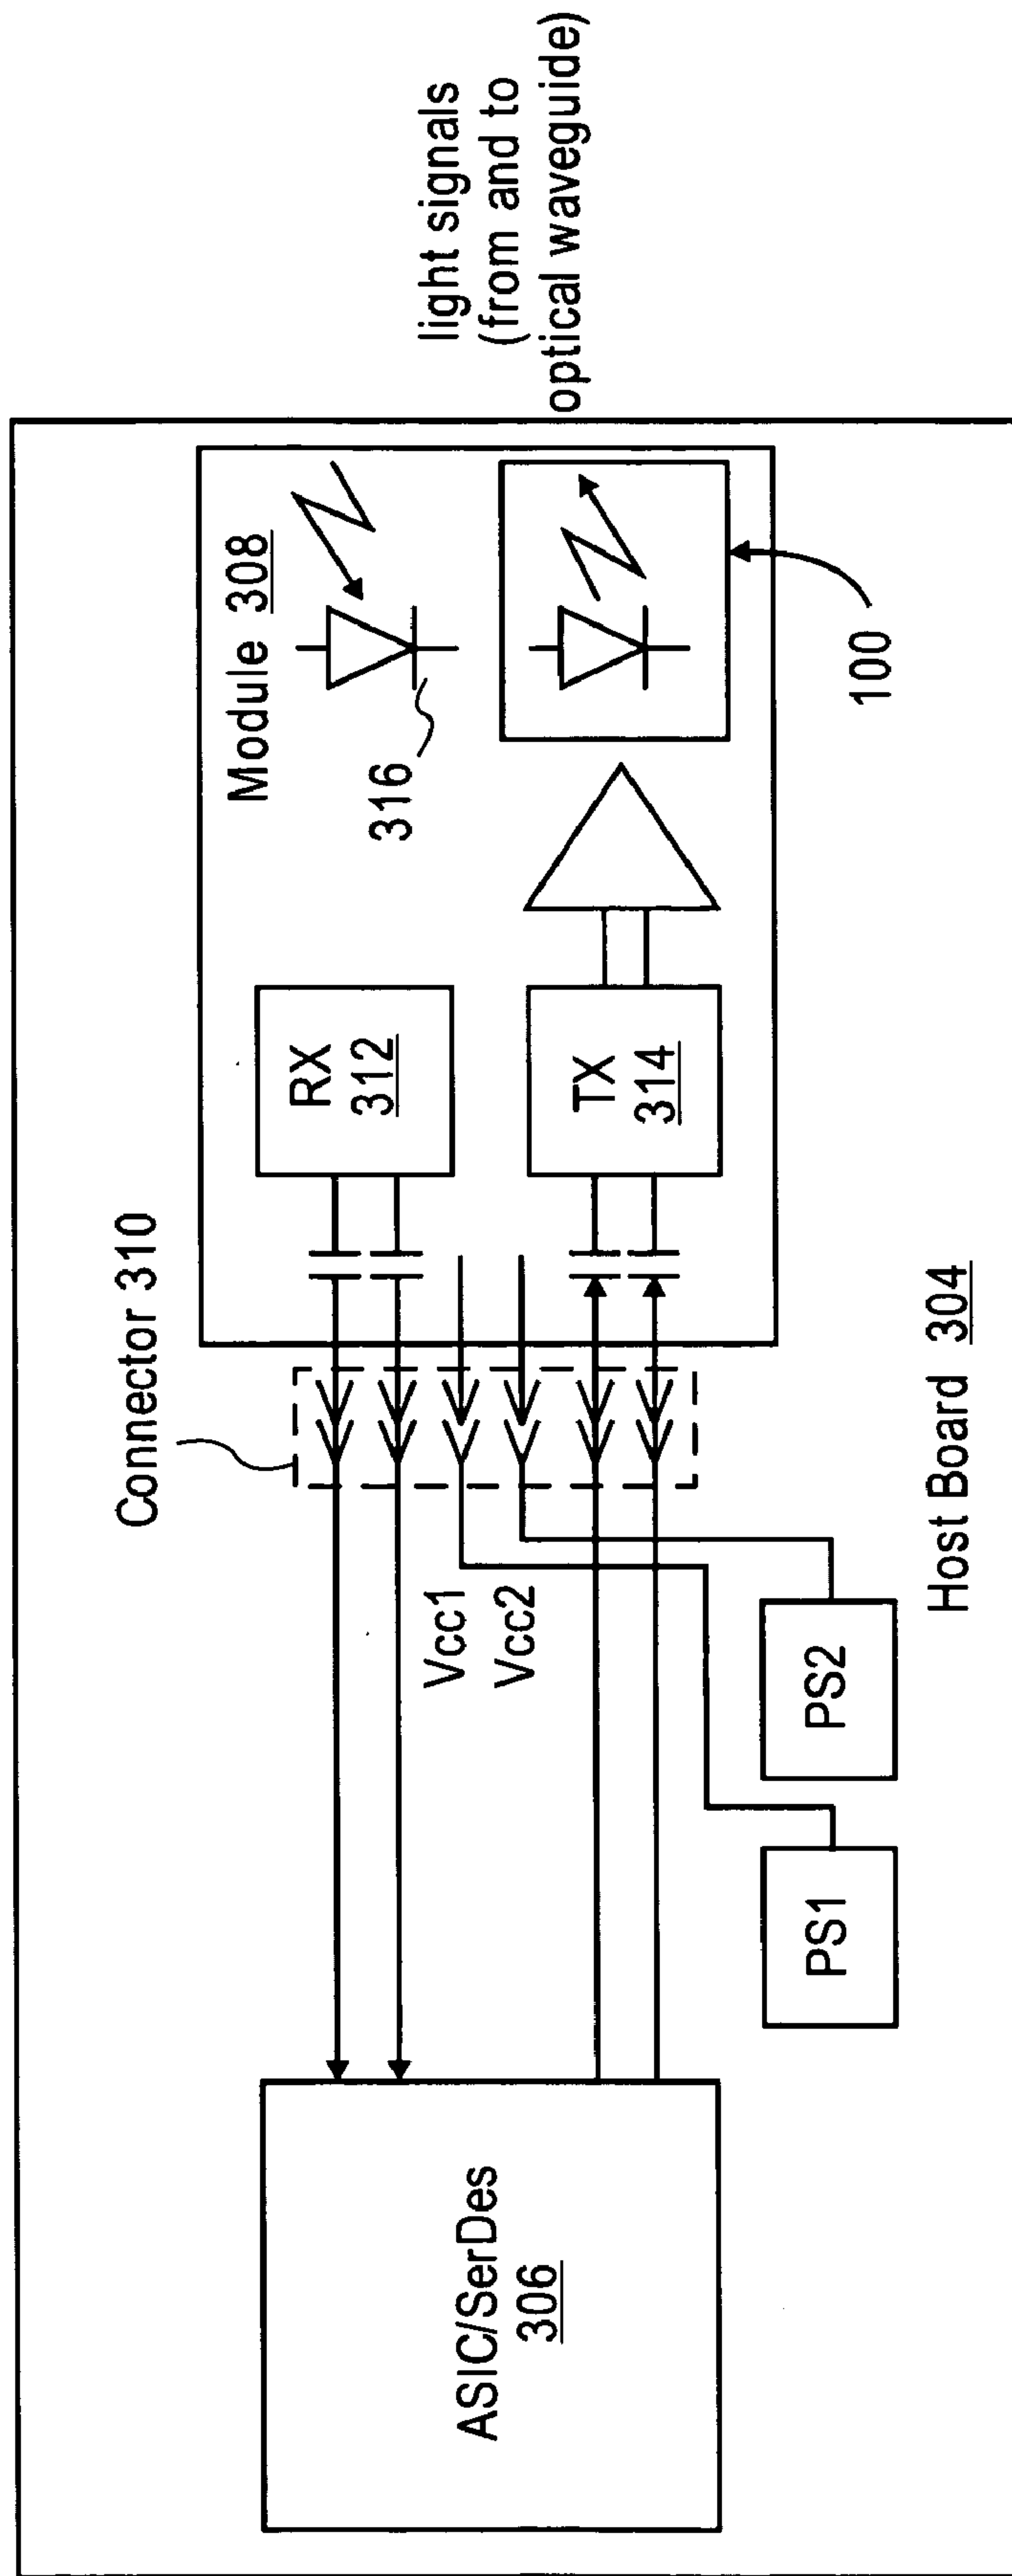 light signals
(from and to
optical waveguide)
Module 308
316
100
RX
312
TX
314
Connector 310
Vcc1
Vcc2
Host Board 304
PS2
PS1
ASIC/SerDes
306